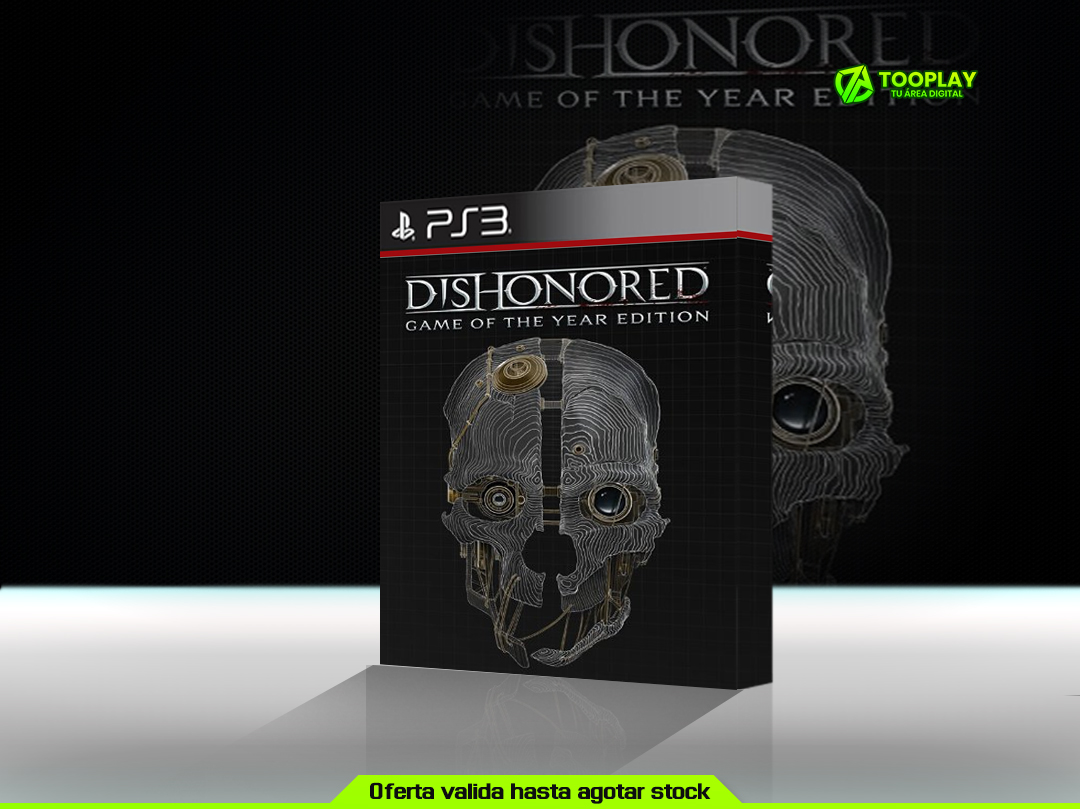 DISHONORED
GAME OF THE YEAR EDITION
TOOPLAY
TU ÁREA DIGITAL
PS3
DISHONORED
GAME OF THE YEAR EDITION
Oferta valida hasta agotar stock